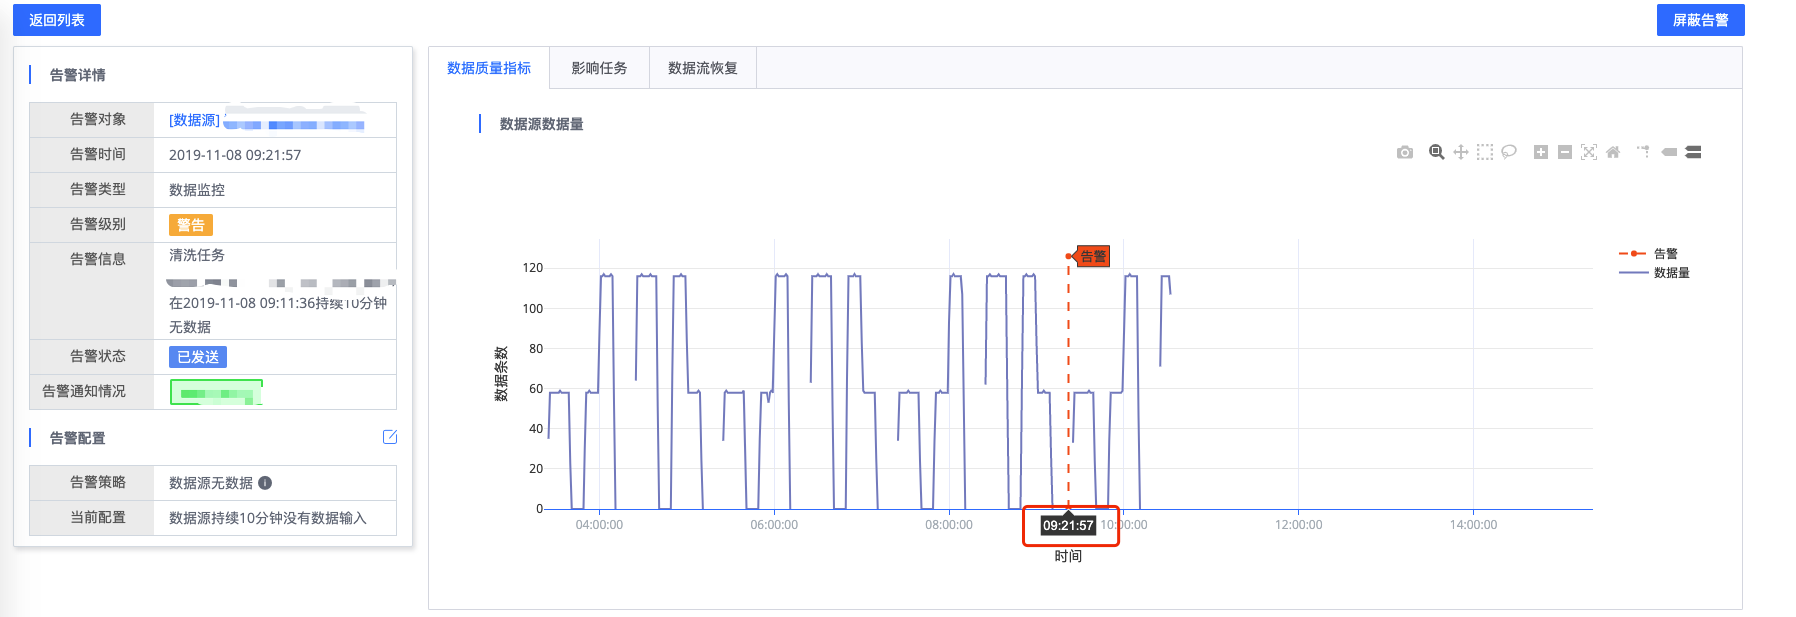 返回列表
屏蔽告警
告警详情
告警对象 [数据源]
告警时间 2019-11-08 09:21:57
告警类型 数据监控
告警级别 警告
告警信息 清洗任务
在2019-11-08 09:11:36持续10分钟
无数据
告警状态 已发送
告警通知情况
告警配置
告警策略 数据源无数据
当前配置 数据源持续10分钟没有数据输入
数据质量指标 影响任务 数据流恢复
数据源数据量
告警
告警
数据量
120
100
80
60
40
20
0
数据条数
04:00:00 06:00:00 08:00:00 09:21:57 10:00:00 12:00:00 14:00:00
时间